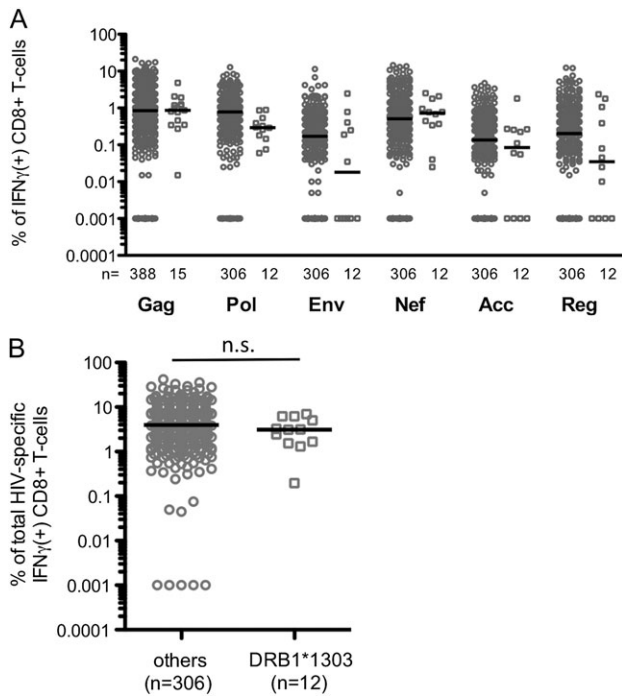 A
% of IFNγ(+) CD8+ T-cells
100
10
1
0.1
0.01
0.001
0.0001
n= 388 15 306 12 306 12 306 12 306 12 306 12
Gag Pol Env Nef Acc Reg
B
n.s.
% of total HIV-specific
IFNγ(+) CD8+ T-cells
100
10
1
0.1
0.01
0.001
0.0001
others DRB1*1303
(n=306) (n=12)